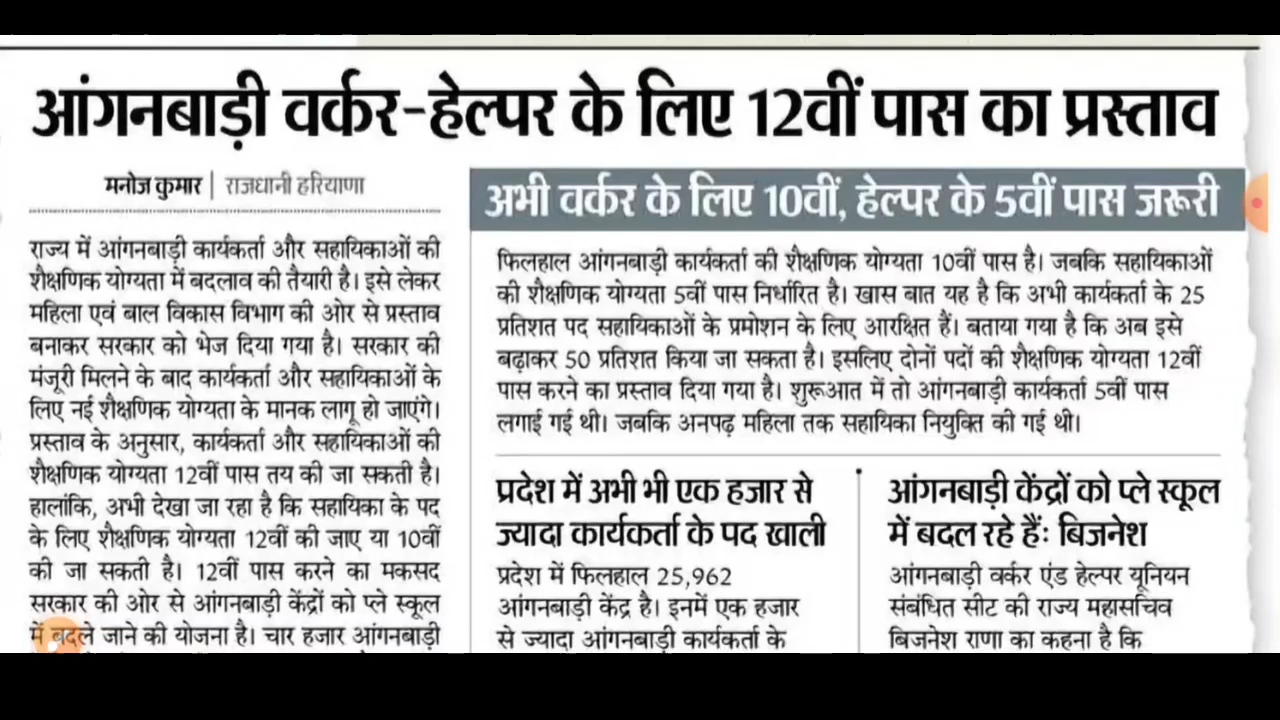 आंगनबाड़ी वर्कर-हेल्पर के लिए 12वीं पास का प्रस्ताव
मनोज कुमार | राजधानी हरियाणा
राज्य में आंगनबाड़ी कार्यकर्ता और सहायिकाओं की
शैक्षणिक योग्यता में बदलाव की तैयारी है। इसे लेकर
महिला एवं बाल विकास विभाग की ओर से प्रस्ताव
बनाकर सरकार को भेज दिया गया है। सरकार की
मंजूरी मिलने के बाद कार्यकर्ता और सहायिकाओं के
लिए नई शैक्षणिक योग्यता के मानक लागू हो जाएंगे।
प्रस्ताव के अनुसार, कार्यकर्ता और सहायिकाओं की
शैक्षणिक योग्यता 12वीं पास तय की जा सकती है।
हालांकि, अभी देखा जा रहा है कि सहायिका के पद
के लिए शैक्षणिक योग्यता 12वीं की जाए या 10वीं
की जा सकती है। 12वीं पास करने का मकसद
सरकार की ओर से आंगनबाड़ी केंद्रों को प्ले स्कूल
में बदले जाने की योजना है। चार हजार आंगनबाड़ी
अभी वर्कर के लिए 10वीं, हेल्पर के 5वीं पास जरूरी
फिलहाल आंगनबाड़ी कार्यकर्ता की शैक्षणिक योग्यता 10वीं पास है। जबकि सहायिकाओं
की शैक्षणिक योग्यता 5वीं पास निर्धारित है। खास बात यह है कि अभी कार्यकर्ता के 25
प्रतिशत पद सहायिकाओं के प्रमोशन के लिए आरक्षित हैं। बताया गया है कि अब इसे
बढ़ाकर 50 प्रतिशत किया जा सकता है। इसलिए दोनों पदों की शैक्षणिक योग्यता 12वीं
पास करने का प्रस्ताव दिया गया है। शुरूआत में तो आंगनबाड़ी कार्यकर्ता 5वीं पास
लगाई गई थी। जबकि अनपढ़ महिला तक सहायिका नियुक्ति की गई थी।
प्रदेश में अभी भी एक हजार से
ज्यादा कार्यकर्ता के पद खाली
प्रदेश में फिलहाल 25,962
आंगनबाड़ी केंद्र है। इनमें एक हजार
से ज्यादा आंगनबाड़ी कार्यकर्ता के
आंगनबाड़ी केंद्रों को प्ले स्कूल
में बदल रहे हैंः बिजनेश
आंगनबाड़ी वर्कर एंड हेल्पर यूनियन
संबंधित सीट की राज्य महासचिव
बिजनेश राणा का कहना है कि